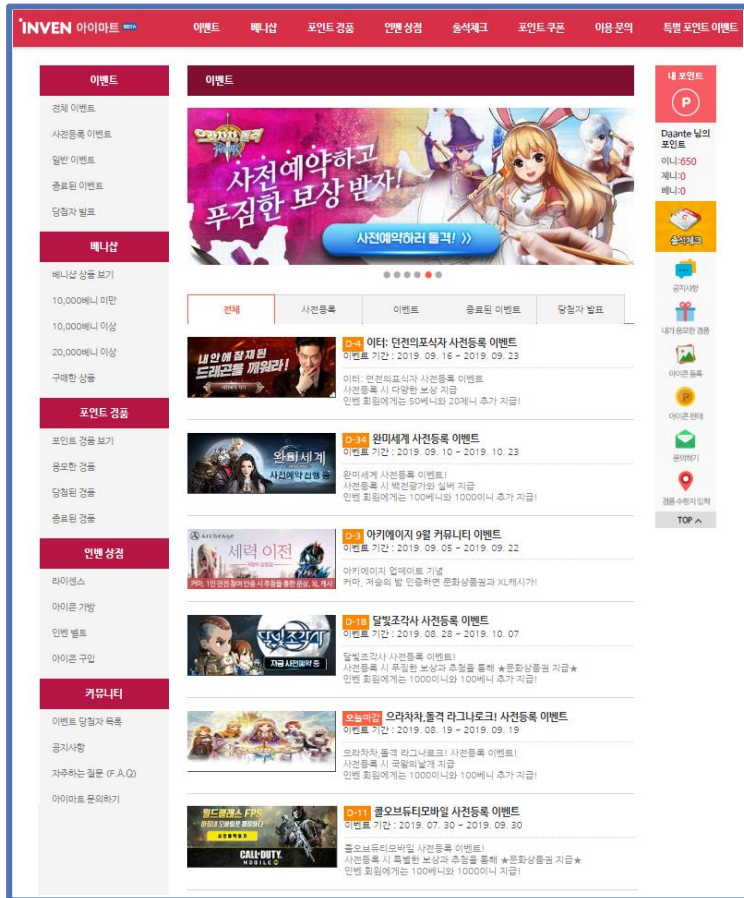 INVEN 아이마트 BETA
이벤트 베니샵 포인트 경품 인벤 상점 출석체크 포인트 쿠폰 이용 문의 특별 포인트 이벤트
이벤트
전체 이벤트
사전등록 이벤트
일반 이벤트
종료된 이벤트
당첨자 발표
베니샵
베니샵 상품 보기
10,000베니 미만
10,000베니 이상
20,000베니 이상
구매한 상품
포인트 경품
포인트 경품 보기
응모한 경품
당첨된 경품
종료된 경품
인벤 상점
라이센스
아이콘 가방
인벤 벨트
아이콘 구입
커뮤니티
이벤트 당첨자 목록
공지사항
자주하는 질문 (F.A.Q)
아이마트 문의하기
이벤트
으라차차 돌격
사전예약하고
푸짐한 보상 받자!
사전예약하러 돌격! 》
전체 사전등록 이벤트 종료된 이벤트 당첨자 발표
내 안에 잠재된
드래곤을 깨워라!
D-4 이터: 던전의포식자 사전등록 이벤트
이벤트 기간 : 2019. 09. 16 ~ 2019. 09. 23
이터: 던전의포식자 사전등록 이벤트
사전등록 시 다양한 보상 지급
인벤 회원에게는 50베니와 20제니 추가 지급!
완미세계
사전예약 진행 중
D-34 완미세계 사전등록 이벤트
이벤트 기간 : 2019. 09. 10 ~ 2019. 10. 23
완미세계 사전등록 이벤트!
사전등록 시 백전광가와 실버 지급
인벤 회원에게는 100베니와 1000이니 추가 지급!
ArcheAge
세력 이전
D-3 아키에이지 9월 커뮤니티 이벤트
이벤트 기간 : 2019. 09. 05 ~ 2019. 09. 22
아키에이지 업데이트 기념
커마, 저승의 밤 인증하면 문화상품권과 XL캐시가!
달빛조각사
지금 사전예약 중
D-18 달빛조각사 사전등록 이벤트
이벤트 기간 : 2019. 08. 28 ~ 2019. 10. 07
달빛조각사 사전등록 이벤트!
사전등록 시 푸짐한 보상과 추첨을 통해 ★문화상품권 지급★
인벤 회원에게는 1000이니와 100베니 추가 지급!
오늘마감 으라차차,돌격 라그나로크! 사전등록 이벤트
이벤트 기간 : 2019. 08. 19 ~ 2019. 09. 19
으라차차,돌격 라그나로크! 사전등록 이벤트!
사전등록 시 국왕의날개 지급
인벤 회원에게는 1000이니와 100베니 추가 지급!
월드클래스 FPS
사전예약하기
CALL OF DUTY
MOBILE
D-11 콜오브듀티모바일 사전등록 이벤트
이벤트 기간 : 2019. 07. 30 ~ 2019. 09. 30
콜오브듀티모바일 사전등록 이벤트!
사전등록 시 특별한 보상과 추첨을 통해 ★문화상품권 지급★
인벤 회원에게는 100베니와 1000이니 지급!
내 포인트
P
Daante 님의
포인트
이니:650
제니:0
베니:0
출석체크
공지사항
내가 응모한 경품
아이콘 등록
P
아이콘 판매
문의하기
경품 수령지 입력
TOP ︿